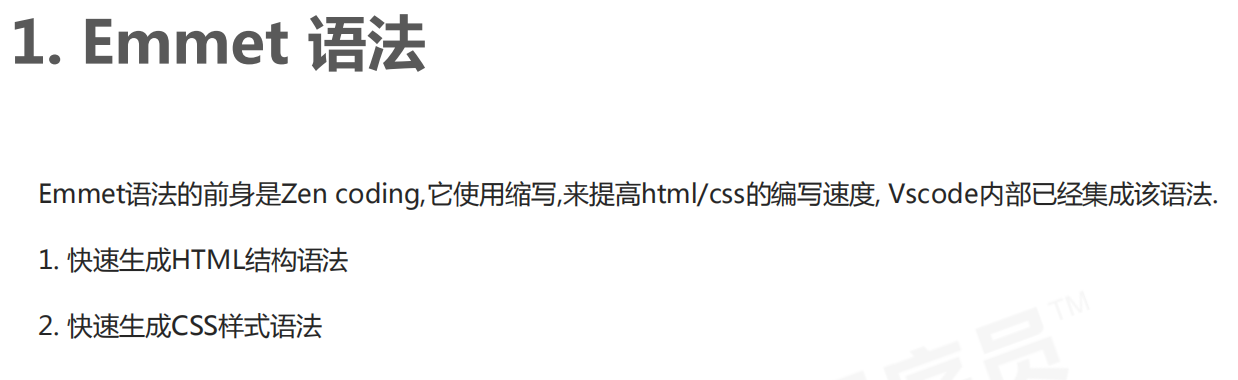 1. Emmet 语法
Emmet语法的前身是Zen coding,它使用缩写,来提高html/css的编写速度, Vscode内部已经集成该语法.
1. 快速生成HTML结构语法
2. 快速生成CSS样式语法
序员™